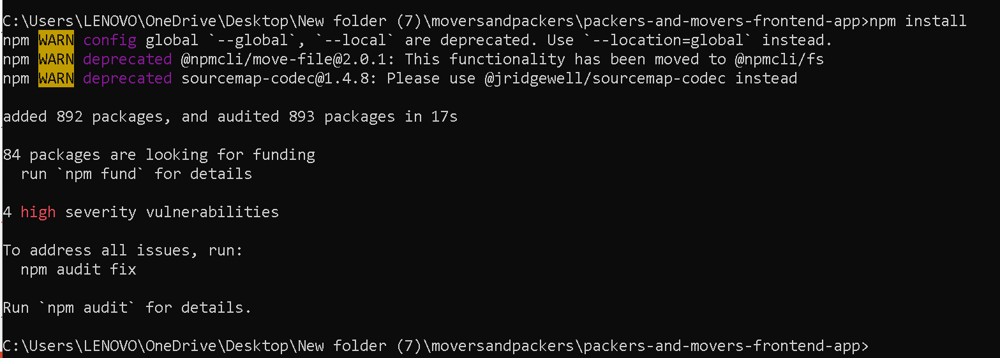 C:\Users\LENOVO\OneDrive\Desktop\New folder (7)\moversandpackers\packers-and-movers-frontend-app>npm install
npm WARN config global `--global`, `--local` are deprecated. Use `--location=global` instead.
npm WARN deprecated @npmcli/move-file@2.0.1: This functionality has been moved to @npmcli/fs
npm WARN deprecated sourcemap-codec@1.4.8: Please use @jridgewell/sourcemap-codec instead
added 892 packages, and audited 893 packages in 17s
84 packages are looking for funding
  run `npm fund` for details
4 high severity vulnerabilities
To address all issues, run:
  npm audit fix
Run `npm audit` for details.
C:\Users\LENOVO\OneDrive\Desktop\New folder (7)\moversandpackers\packers-and-movers-frontend-app>